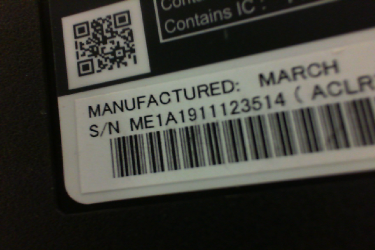 Contains IC :
MANUFACTURED: MARCH
S/N ME1A1911123514 ( ACLR